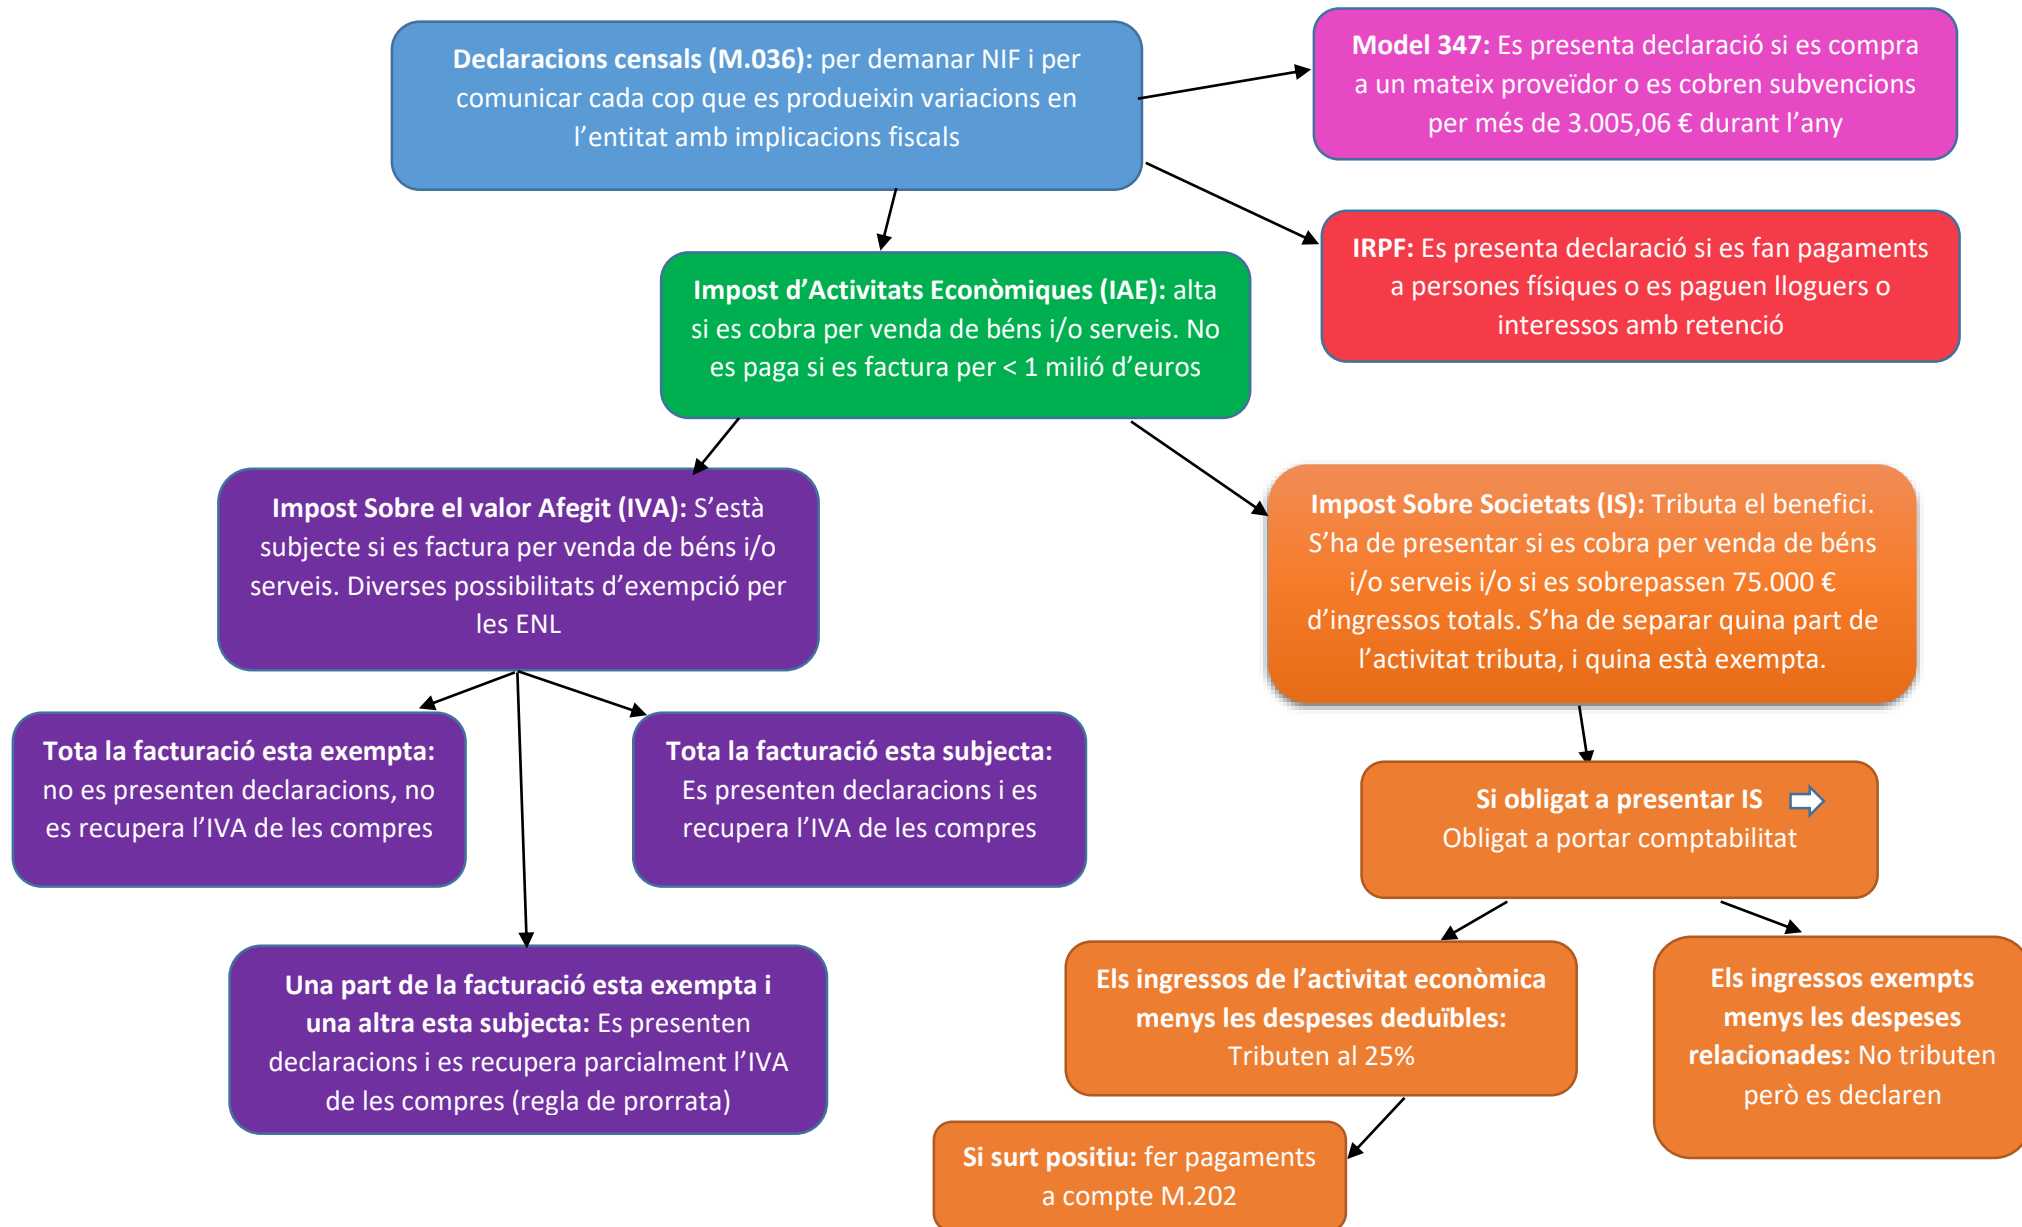 Declaracions censals (M.036): per demanar NIF i per
comunicar cada cop que es produeixin variacions en
l’entitat amb implicacions fiscals
Model 347: Es presenta declaració si es compra
a un mateix proveïdor o es cobren subvencions
per més de 3.005,06 € durant l’any
IRPF: Es presenta declaració si es fan pagaments
a persones físiques o es paguen lloguers o
interessos amb retenció
Impost d’Activitats Econòmiques (IAE): alta
si es cobra per venda de béns i/o serveis. No
es paga si es factura per < 1 milió d’euros
Impost Sobre el valor Afegit (IVA): S’està
subjecte si es factura per venda de béns i/o
serveis. Diverses possibilitats d’exempció per
les ENL
Impost Sobre Societats (IS): Tributa el benefici.
S’ha de presentar si es cobra per venda de béns
i/o serveis i/o si es sobrepassen 75.000 €
d’ingressos totals. S’ha de separar quina part de
l’activitat tributa, i quina està exempta.
Tota la facturació esta exempta:
no es presenten declaracions, no
es recupera l’IVA de les compres
Tota la facturació esta subjecta:
Es presenten declaracions i es
recupera l’IVA de les compres
Si obligat a presentar IS
Obligat a portar comptabilitat
Una part de la facturació esta exempta i
una altra esta subjecta: Es presenten
declaracions i es recupera parcialment l’IVA
de les compres (regla de prorrata)
Els ingressos de l’activitat econòmica
menys les despeses deduïbles:
Tributen al 25%
Els ingressos exempts
menys les despeses
relacionades: No tributen
però es declaren
Si surt positiu: fer pagaments
a compte M.202